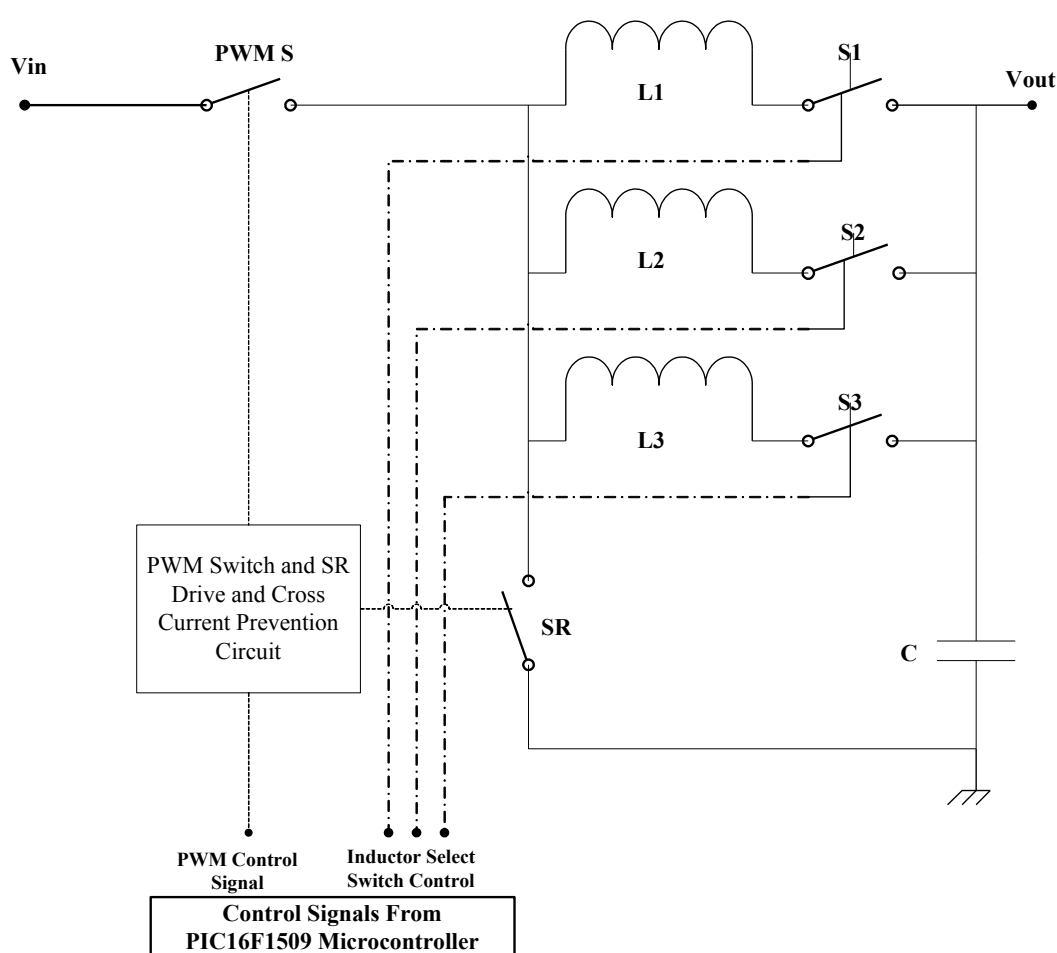 Vin
PWM S
L1
S1
Vout
L2
S2
L3
S3
PWM Switch and SR
Drive and Cross
Current Prevention
Circuit
SR
C
PWM Control
Signal
Inductor Select
Switch Control
Control Signals From
PIC16F1509 Microcontroller